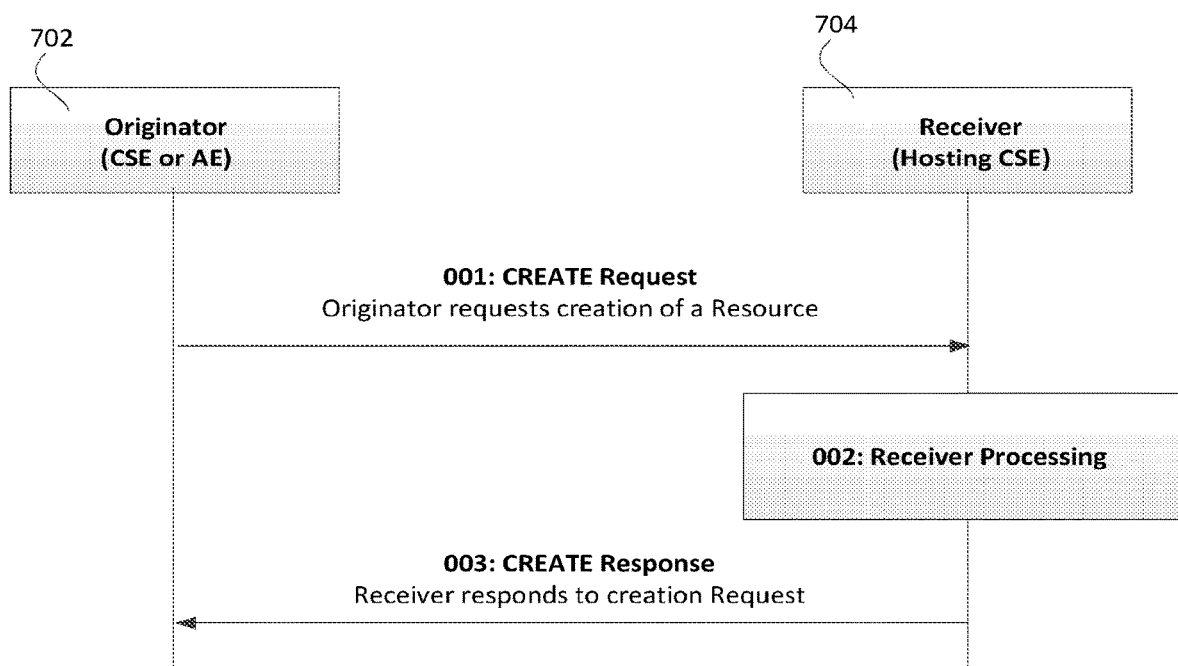 702
704
Originator
(CSE or AE)
Receiver
(Hosting CSE)
001: CREATE Request
Originator requests creation of a Resource
002: Receiver Processing
003: CREATE Response
Receiver responds to creation Request